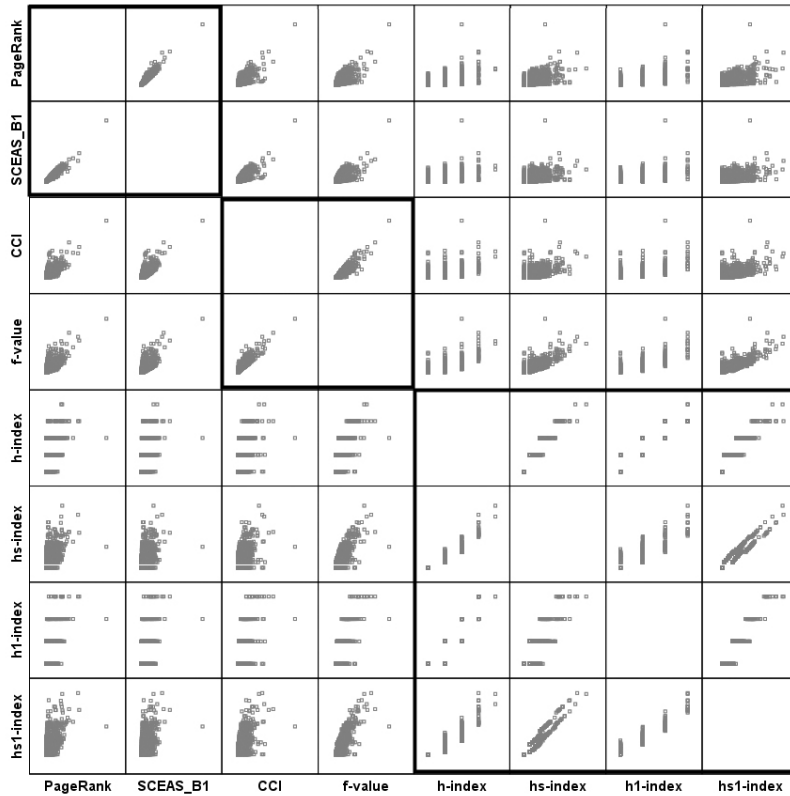 PageRank
SCEAS_B1
CCI
f-value
h-index
hs-index
h1-index
hs1-index
PageRank SCEAS_B1 CCI f-value h-index hs-index h1-index hs1-index